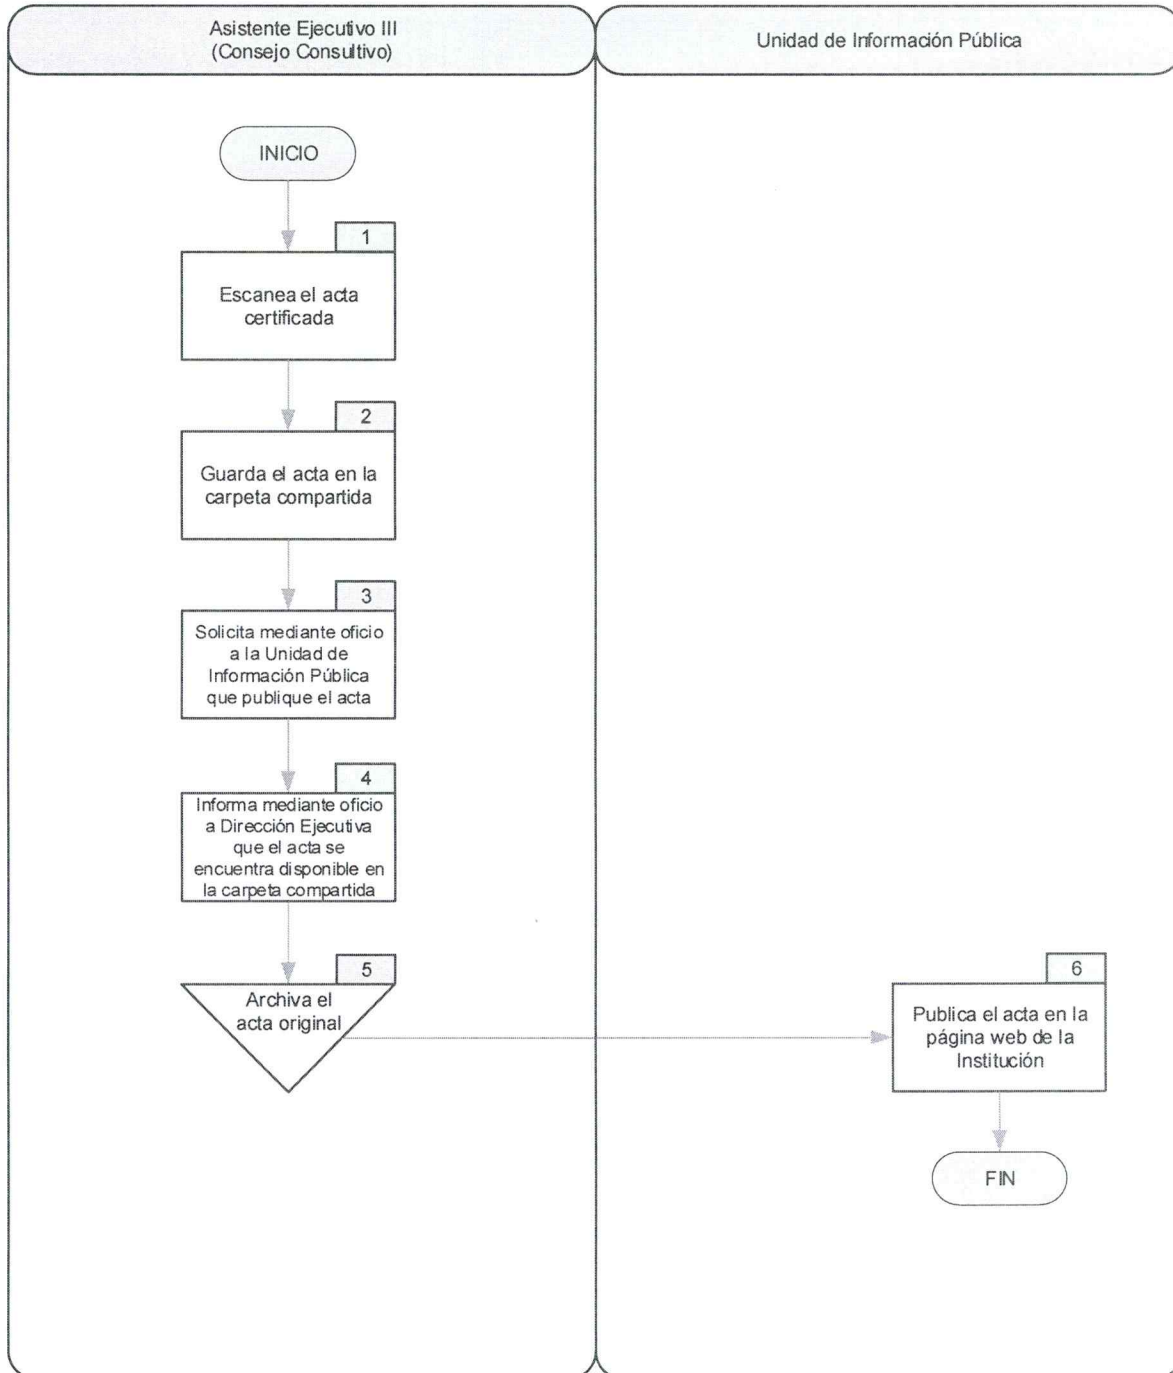 Asistente Ejecutivo III
(Consejo Consultivo)
Unidad de Información Pública
INICIO
1
Escanea el acta
certificada
2
Guarda el acta en la
carpeta compartida
3
Solicita mediante oficio
a la Unidad de
Información Pública
que publique el acta
4
Informa mediante oficio
a Dirección Ejecutiva
que el acta se
encuentra disponible en
la carpeta compartida
5
Archiva el
acta original
6
Publica el acta en la
página web de la
Institución
FIN